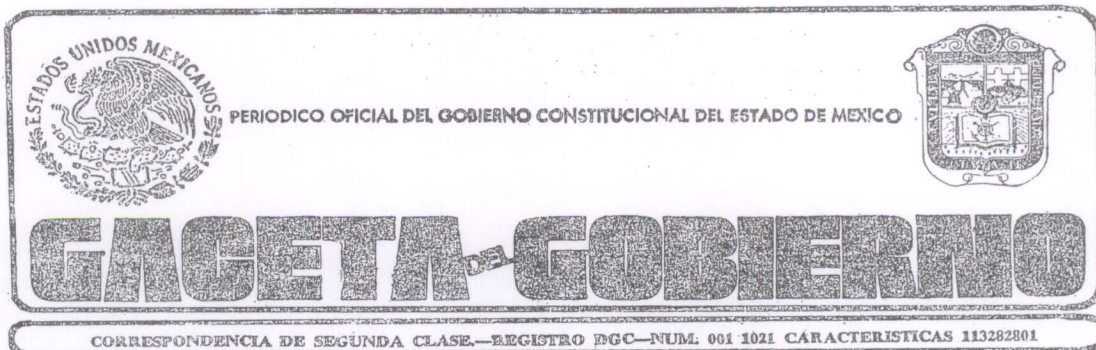 ESTADOS UNIDOS MEXICANOS
PERIODICO OFICIAL DEL GOBIERNO CONSTITUCIONAL DEL ESTADO DE MEXICO
GACETA DEL GOBIERNO
CORRESPONDENCIA DE SEGUNDA CLASE.—REGISTRO DGC—NUM. 001 1021 CARACTERISTICAS 113282801